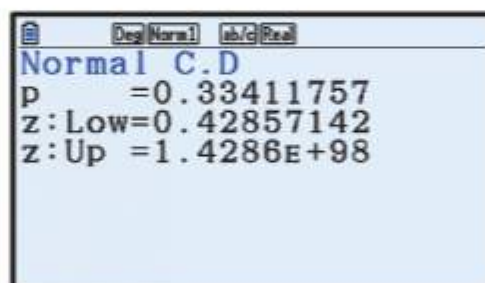 Deg Norm1 ab/c Real
Normal C.D
p =0.33411757
z:Low=0.42857142
z:Up =1.4286E+98